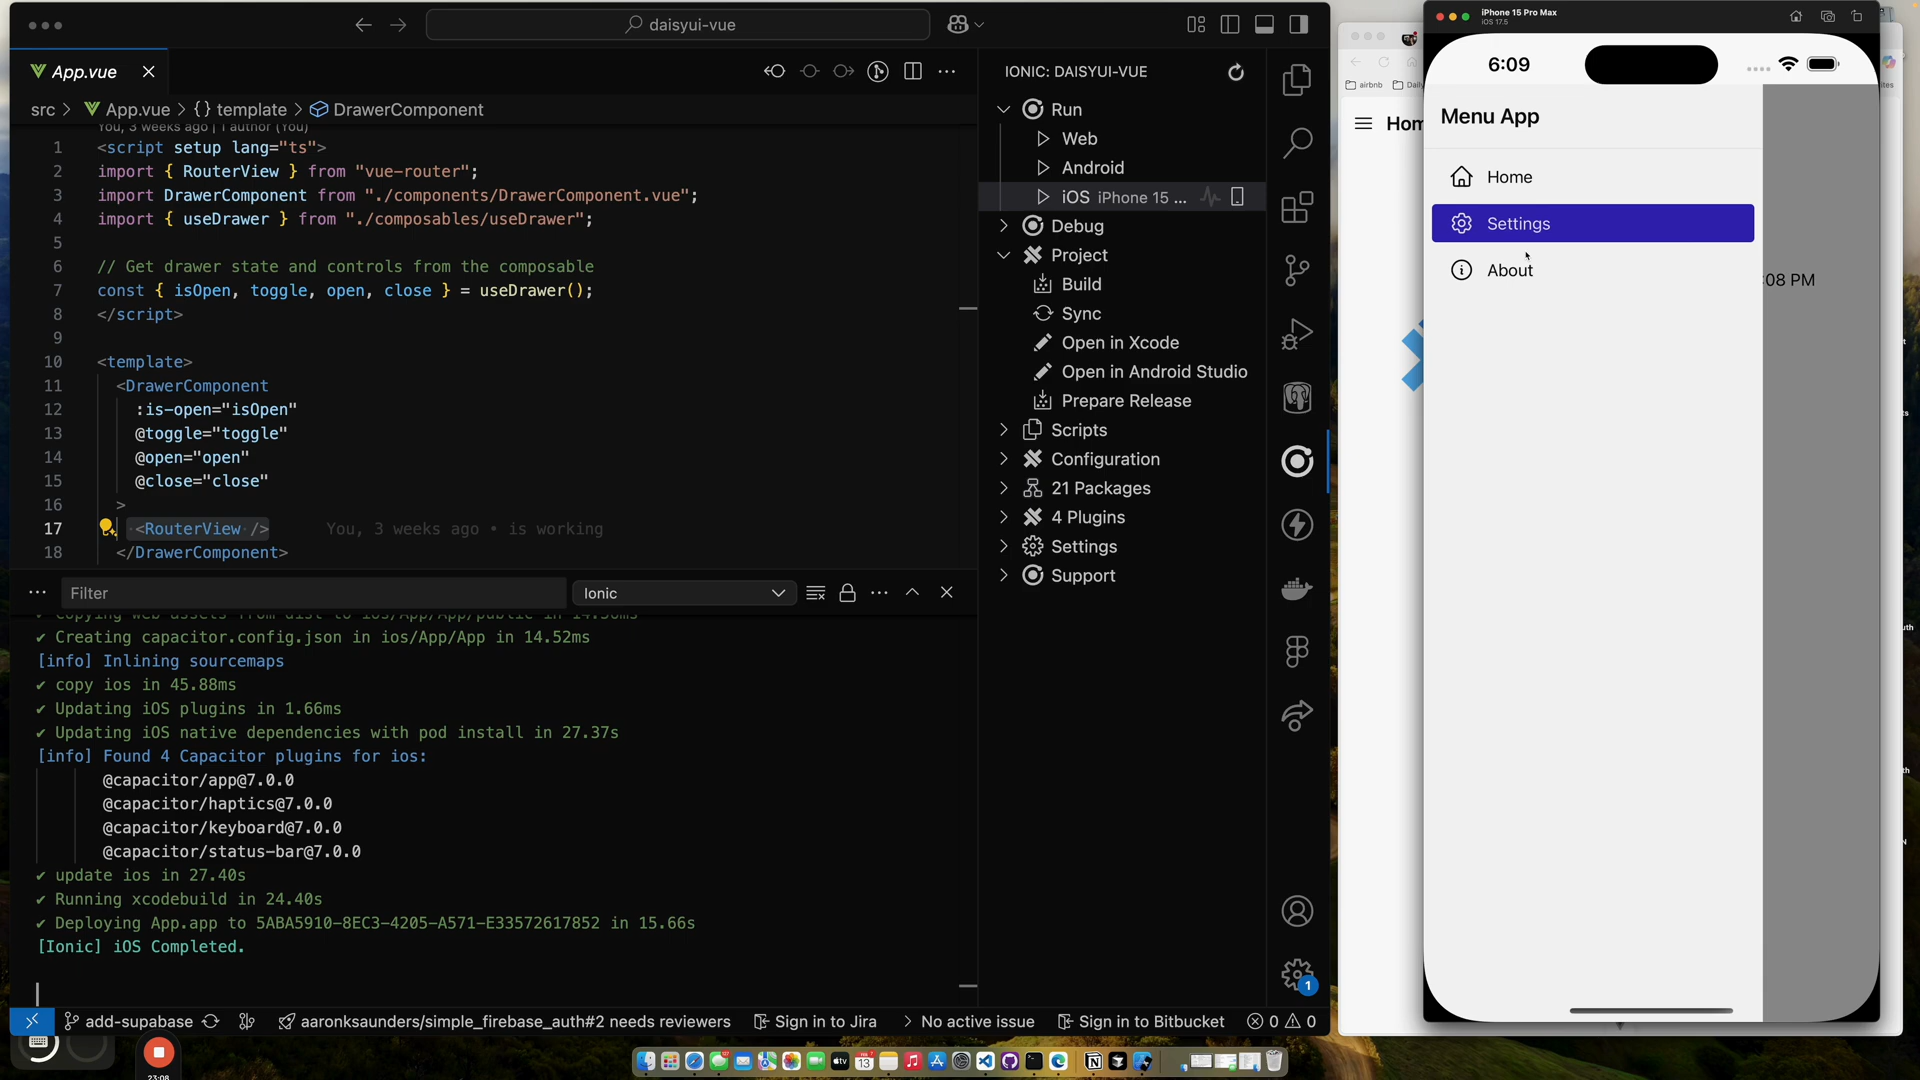 daisyui-vue
App.vue
src > App.vue > {} template > DrawerComponent
You, 3 weeks ago | 1 author (You)
1 <script setup lang="ts">
2 import { RouterView } from "vue-router";
3 import DrawerComponent from "./components/DrawerComponent.vue";
4 import { useDrawer } from "./composables/useDrawer";
5
6 // Get drawer state and controls from the composable
7 const { isOpen, toggle, open, close } = useDrawer();
8 </script>
9
10 <template>
11 <DrawerComponent
12 :is-open="isOpen"
13 @toggle="toggle"
14 @open="open"
15 @close="close"
16 >
17 <RouterView /> You, 3 weeks ago • is working
18 </DrawerComponent>
Filter
Ionic
✔ Copying web assets from dist to ios/App/App/public in 14.58ms
✔ Creating capacitor.config.json in ios/App/App in 14.52ms
[info] Inlining sourcemaps
✔ copy ios in 45.88ms
✔ Updating iOS plugins in 1.66ms
✔ Updating iOS native dependencies with pod install in 27.37s
[info] Found 4 Capacitor plugins for ios:
@capacitor/app@7.0.0
@capacitor/haptics@7.0.0
@capacitor/keyboard@7.0.0
@capacitor/status-bar@7.0.0
✔ update ios in 27.40s
✔ Running xcodebuild in 24.40s
✔ Deploying App.app to 5ABA5910-8EC3-4205-A571-E33572617852 in 15.66s
[Ionic] iOS Completed.
add-supabase
aaronksaunders/simple_firebase_auth#2 needs reviewers
Sign in to Jira
No active issue
Sign in to Bitbucket
0 0
IONIC: DAISYUI-VUE
Run
Web
Android
iOS iPhone 15 ...
Debug
Project
Build
Sync
Open in Xcode
Open in Android Studio
Prepare Release
Scripts
Configuration
21 Packages
4 Plugins
Settings
Support
1
iPhone 15 Pro Max
iOS 17.5
6:09
Menu App
Home
Settings
About
:08 PM
airbnb
Hom
23:08